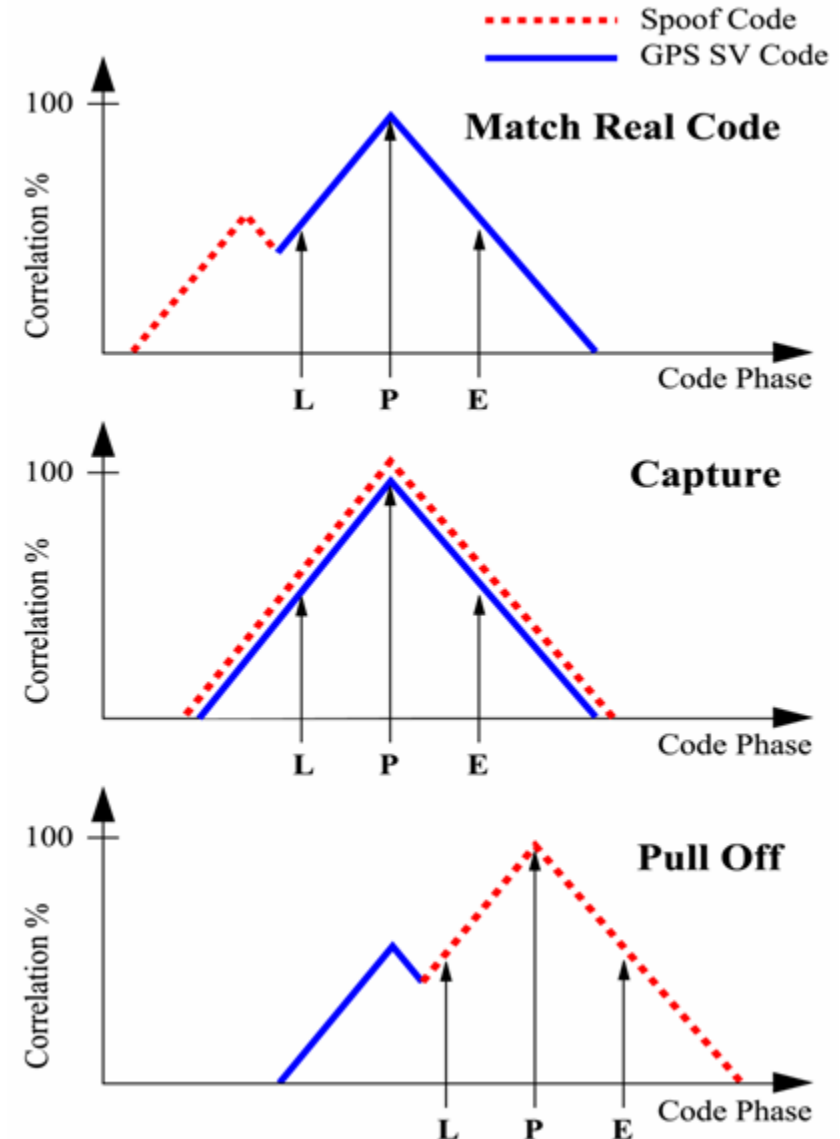 Spoof Code
GPS SV Code
100
Match Real Code
Correlation %
Code Phase
L P E
100
Capture
Correlation %
Code Phase
L P E
100
Pull Off
Correlation %
Code Phase
L P E